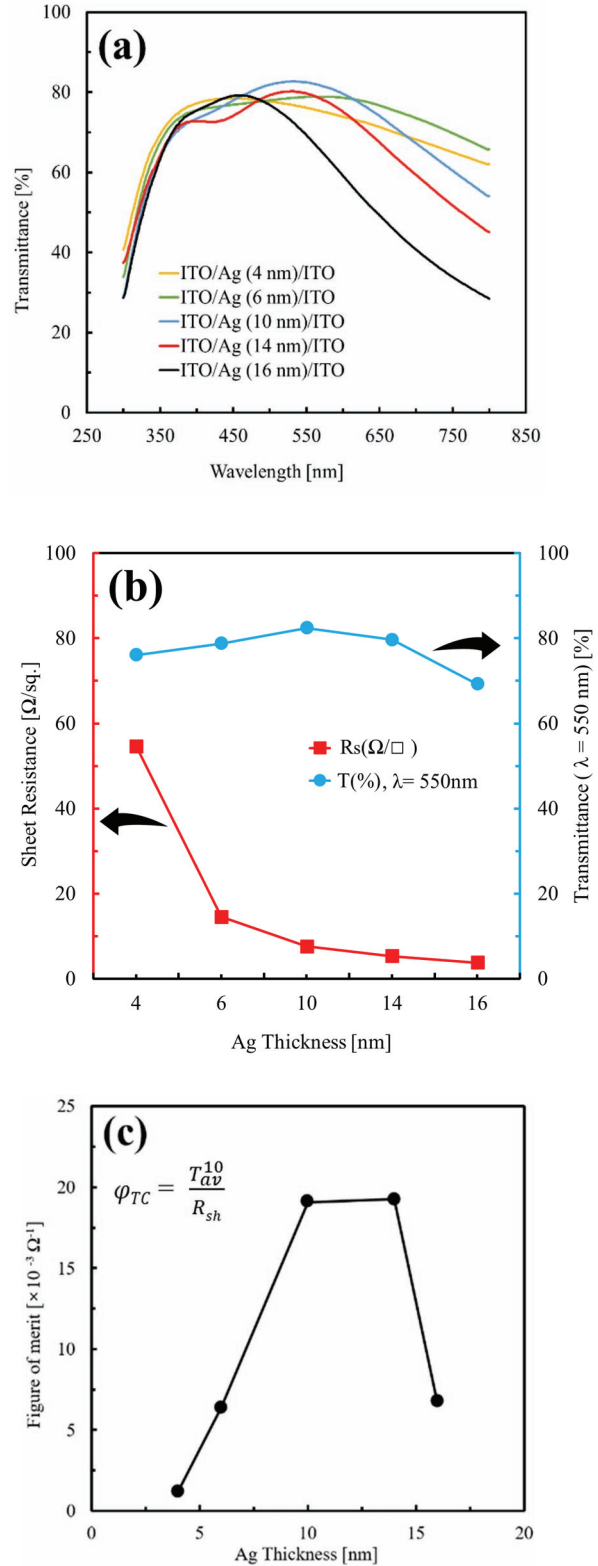 (a)
Transmittance [%]
100
80
60
40
20
0
ITO/Ag (4 nm)/ITO
ITO/Ag (6 nm)/ITO
ITO/Ag (10 nm)/ITO
ITO/Ag (14 nm)/ITO
ITO/Ag (16 nm)/ITO
250 350 450 550 650 750 850
Wavelength [nm]
(b)
Sheet Resistance [Ω/sq.]
100
80
60
40
20
0
Rs(Ω/□ )
T(%), λ= 550nm
100
80
60
40
20
0
Transmittance ( λ = 550 nm) [%]
4 6 10 14 16
Ag Thickness [nm]
(c)
φ_TC = T_av^10 / R_sh
Figure of merit [×10⁻³ Ω⁻¹]
25
20
15
10
5
0
0 5 10 15 20
Ag Thickness [nm]